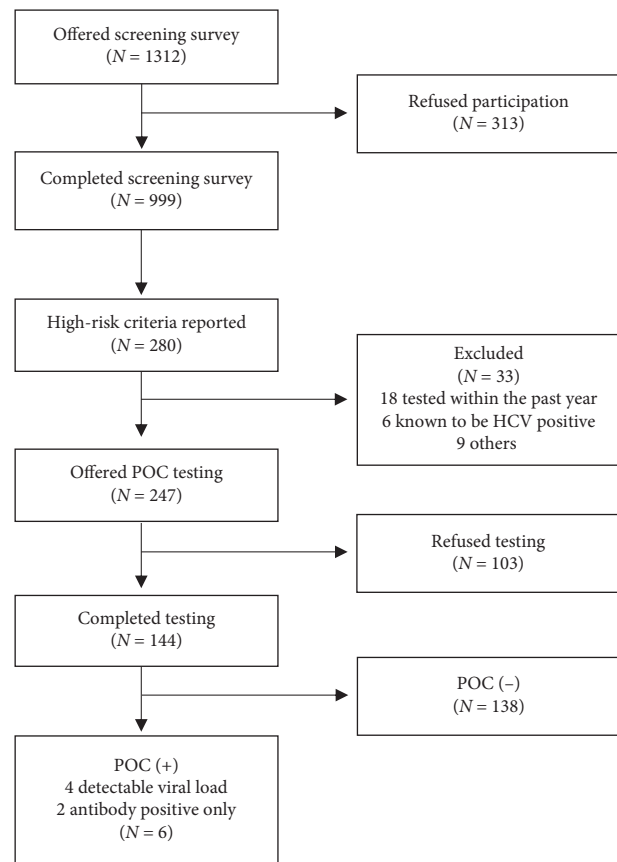 Offered screening survey
(N = 1312)
Refused participation
(N = 313)
Completed screening survey
(N = 999)
High-risk criteria reported
(N = 280)
Excluded
(N = 33)
18 tested within the past year
6 known to be HCV positive
9 others
Offered POC testing
(N = 247)
Refused testing
(N = 103)
Completed testing
(N = 144)
POC (–)
(N = 138)
POC (+)
4 detectable viral load
2 antibody positive only
(N = 6)